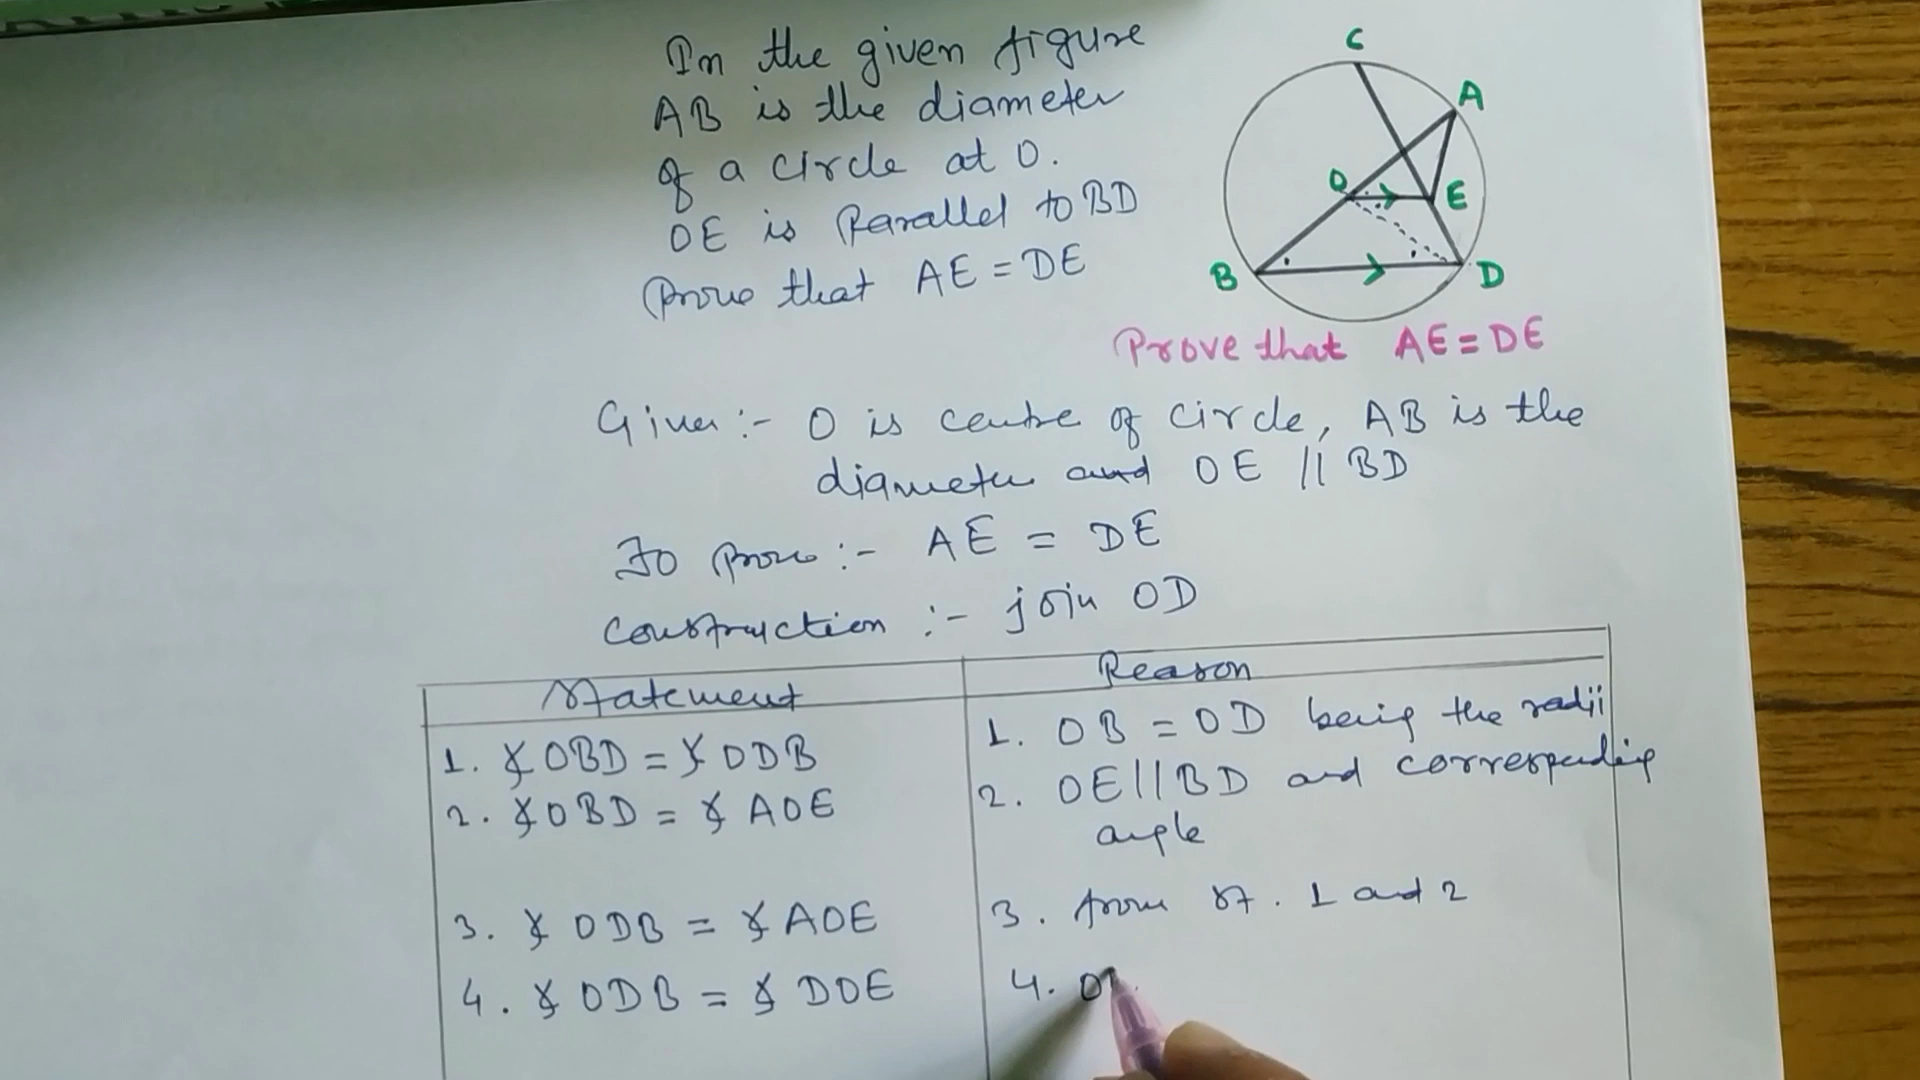 In the given figure
AB is the diameter
of a circle at O.
OE is Parallel to BD
Prove that AE = DE
C
A
O
E
B
D
Prove that AE = DE
Given :- O is centre of circle, AB is the
diameter and OE // BD
To prove :- AE = DE
Construction :- join OD
Statement
Reason
1. ∡ OBD = ∡ ODB
1. OB = OD being the radii
2. ∡ OBD = ∡ AOE
2. OE//BD and corresponding
angle
3. ∡ ODB = ∡ AOE
3. from st. 1 and 2
4. ∡ ODB = ∡ DOE
4. O